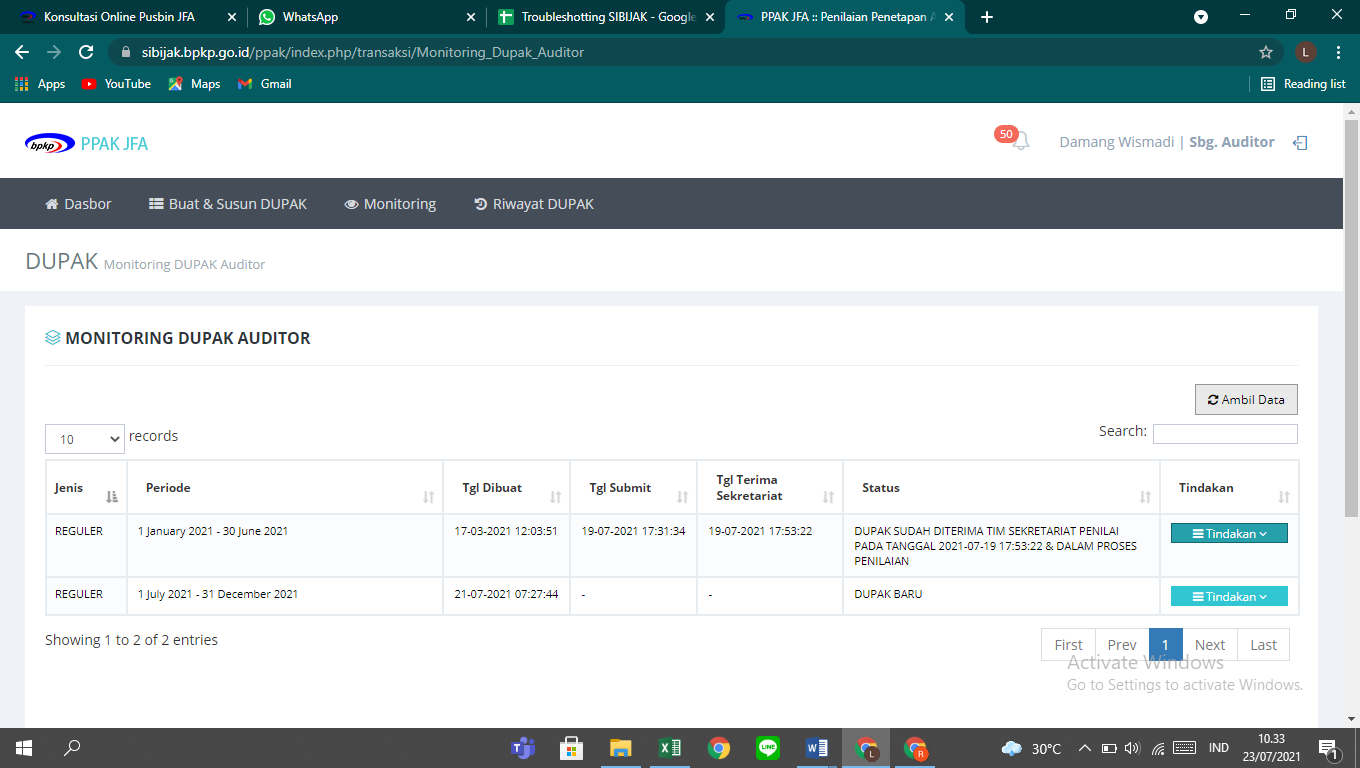 Konsultasi Online Pusbin JFA
WhatsApp
Troubleshotting SIBIJAK - Google
PPAK JFA :: Penilaian Penetapan A
sibijak.bpkp.go.id/ppak/index.php/transaksi/Monitoring_Dupak_Auditor
L
Apps
YouTube
Maps
Gmail
Reading list
bpkp PPAK JFA
50
Damang Wismadi | Sbg. Auditor
Dasbor
Buat & Susun DUPAK
Monitoring
Riwayat DUPAK
DUPAK Monitoring DUPAK Auditor
MONITORING DUPAK AUDITOR
Ambil Data
10 records
Search:
Jenis
Periode
Tgl Dibuat
Tgl Submit
Tgl Terima
Sekretariat
Status
Tindakan
REGULER
1 January 2021 - 30 June 2021
17-03-2021 12:03:51
19-07-2021 17:31:34
19-07-2021 17:53:22
DUPAK SUDAH DITERIMA TIM SEKRETARIAT PENILAI
PADA TANGGAL 2021-07-19 17:53:22 & DALAM PROSES
PENILAIAN
Tindakan
REGULER
1 July 2021 - 31 December 2021
21-07-2021 07:27:44
-
-
DUPAK BARU
Tindakan
Showing 1 to 2 of 2 entries
First
Prev
1
Next
Last
Activate Windows
Go to Settings to activate Windows.
LINE
L
R
30°C
IND
10.33
23/07/2021
1